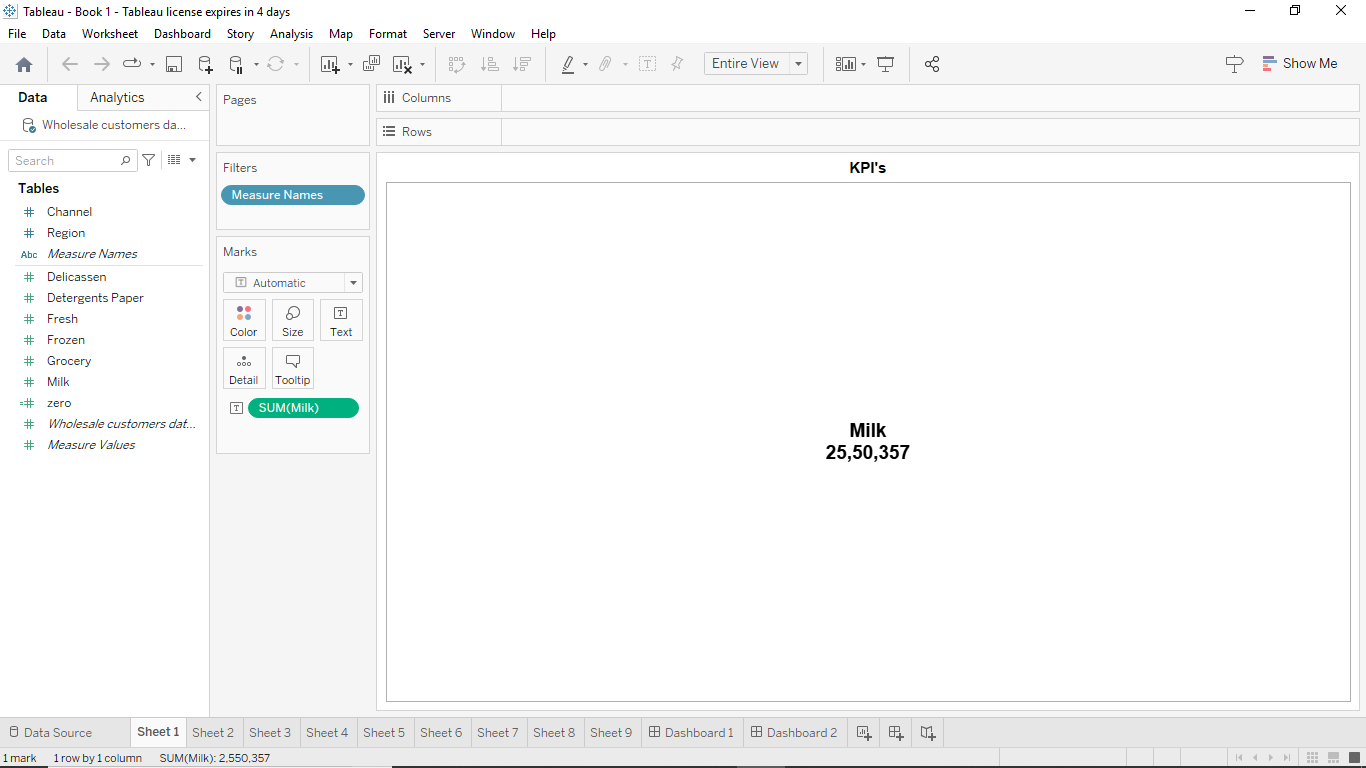 Tableau - Book 1 - Tableau license expires in 4 days
File Data Worksheet Dashboard Story Analysis Map Format Server Window Help
Entire View
Show Me
Data Analytics
Wholesale customers da...
Search
Tables
Channel
Region
Abc Measure Names
Delicassen
Detergents Paper
Fresh
Frozen
Grocery
Milk
zero
Wholesale customers dat...
Measure Values
Pages
Filters
Measure Names
Marks
T Automatic
Color Size Text
Detail Tooltip
T SUM(Milk)
Columns
Rows
KPI's
Milk
25,50,357
Data Source Sheet 1 Sheet 2 Sheet 3 Sheet 4 Sheet 5 Sheet 6 Sheet 7 Sheet 8 Sheet 9 Dashboard 1 Dashboard 2
1 mark 1 row by 1 column SUM(Milk): 2,550,357